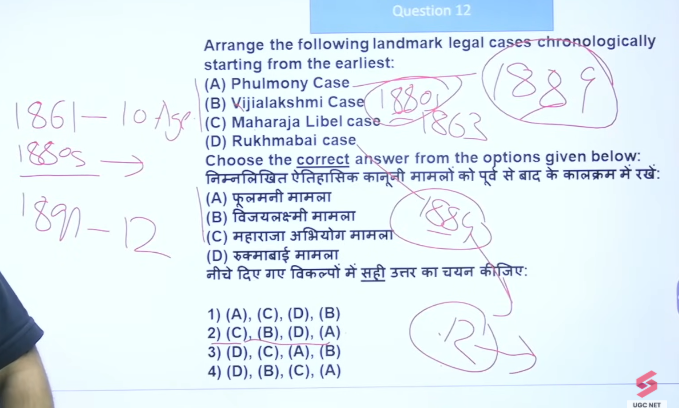 Question 12
Arrange the following landmark legal cases chronologically
starting from the earliest:
(A) Phulmony Case 1889
(B) Vijialakshmi Case
(C) Maharaja Libel case 1863
(D) Rukhmabai case
Choose the correct answer from the options given below:
निम्नलिखित ऐतिहासिक कानूनी मामलों को पूर्व से बाद के कालक्रम में रखें:
(A) फूलमनी मामला
(B) विजयलक्ष्मी मामला
(C) महाराजा अभियोग मामला
(D) रुक्माबाई मामला
नीचे दिए गए विकल्पों में सही उत्तर का चयन कीजिए:
1) (A), (C), (D), (B)
2) (C), (B), (D), (A)
3) (D), (C), (A), (B)
4) (D), (B), (C), (A)
1861 - 10 Age
1880s
12
1884
12
UGC NET